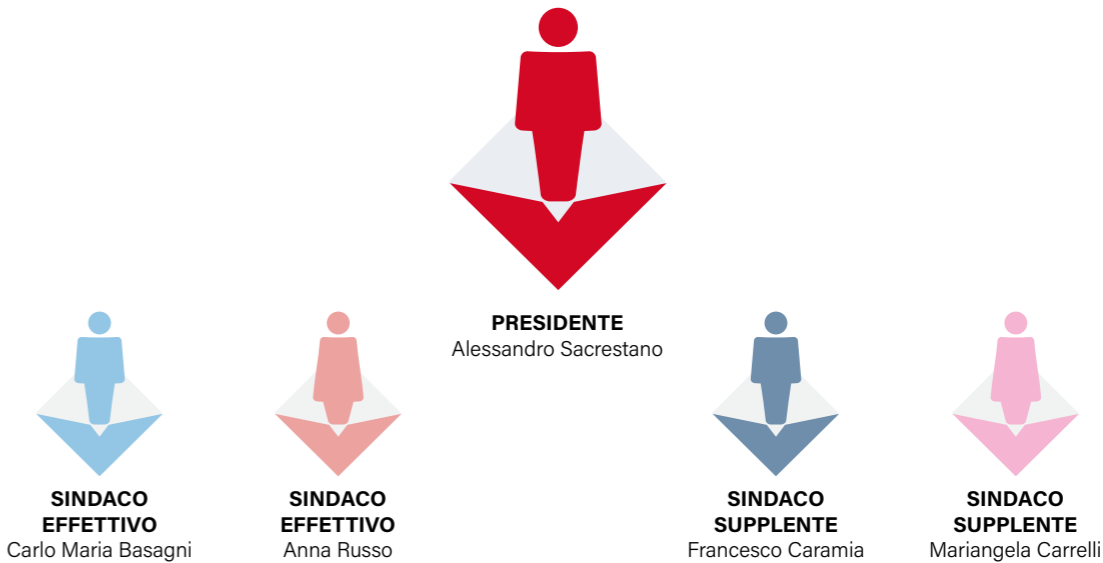 PRESIDENTE
Alessandro Sacrestano
SINDACO
EFFETTIVO
Carlo Maria Basagni
SINDACO
EFFETTIVO
Anna Russo
SINDACO
SUPPLENTE
Francesco Caramia
SINDACO
SUPPLENTE
Mariangela Carrelli